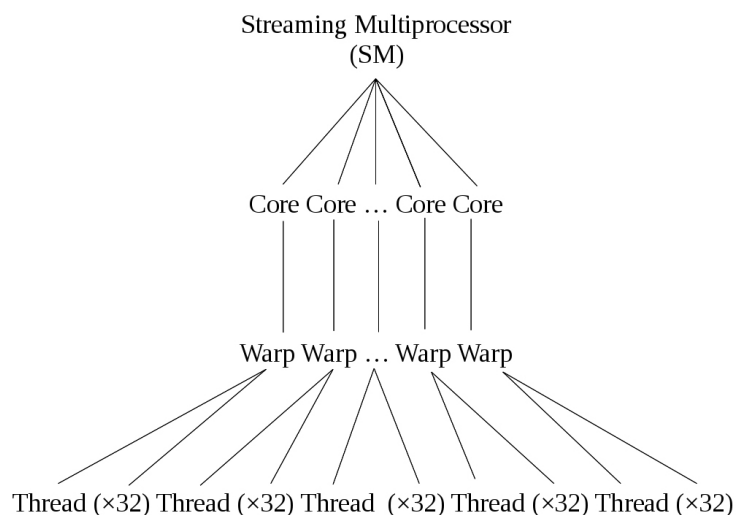 Streaming Multiprocessor
(SM)
Core Core … Core Core
Warp Warp … Warp Warp
Thread (×32) Thread (×32) Thread (×32) Thread (×32) Thread (×32)